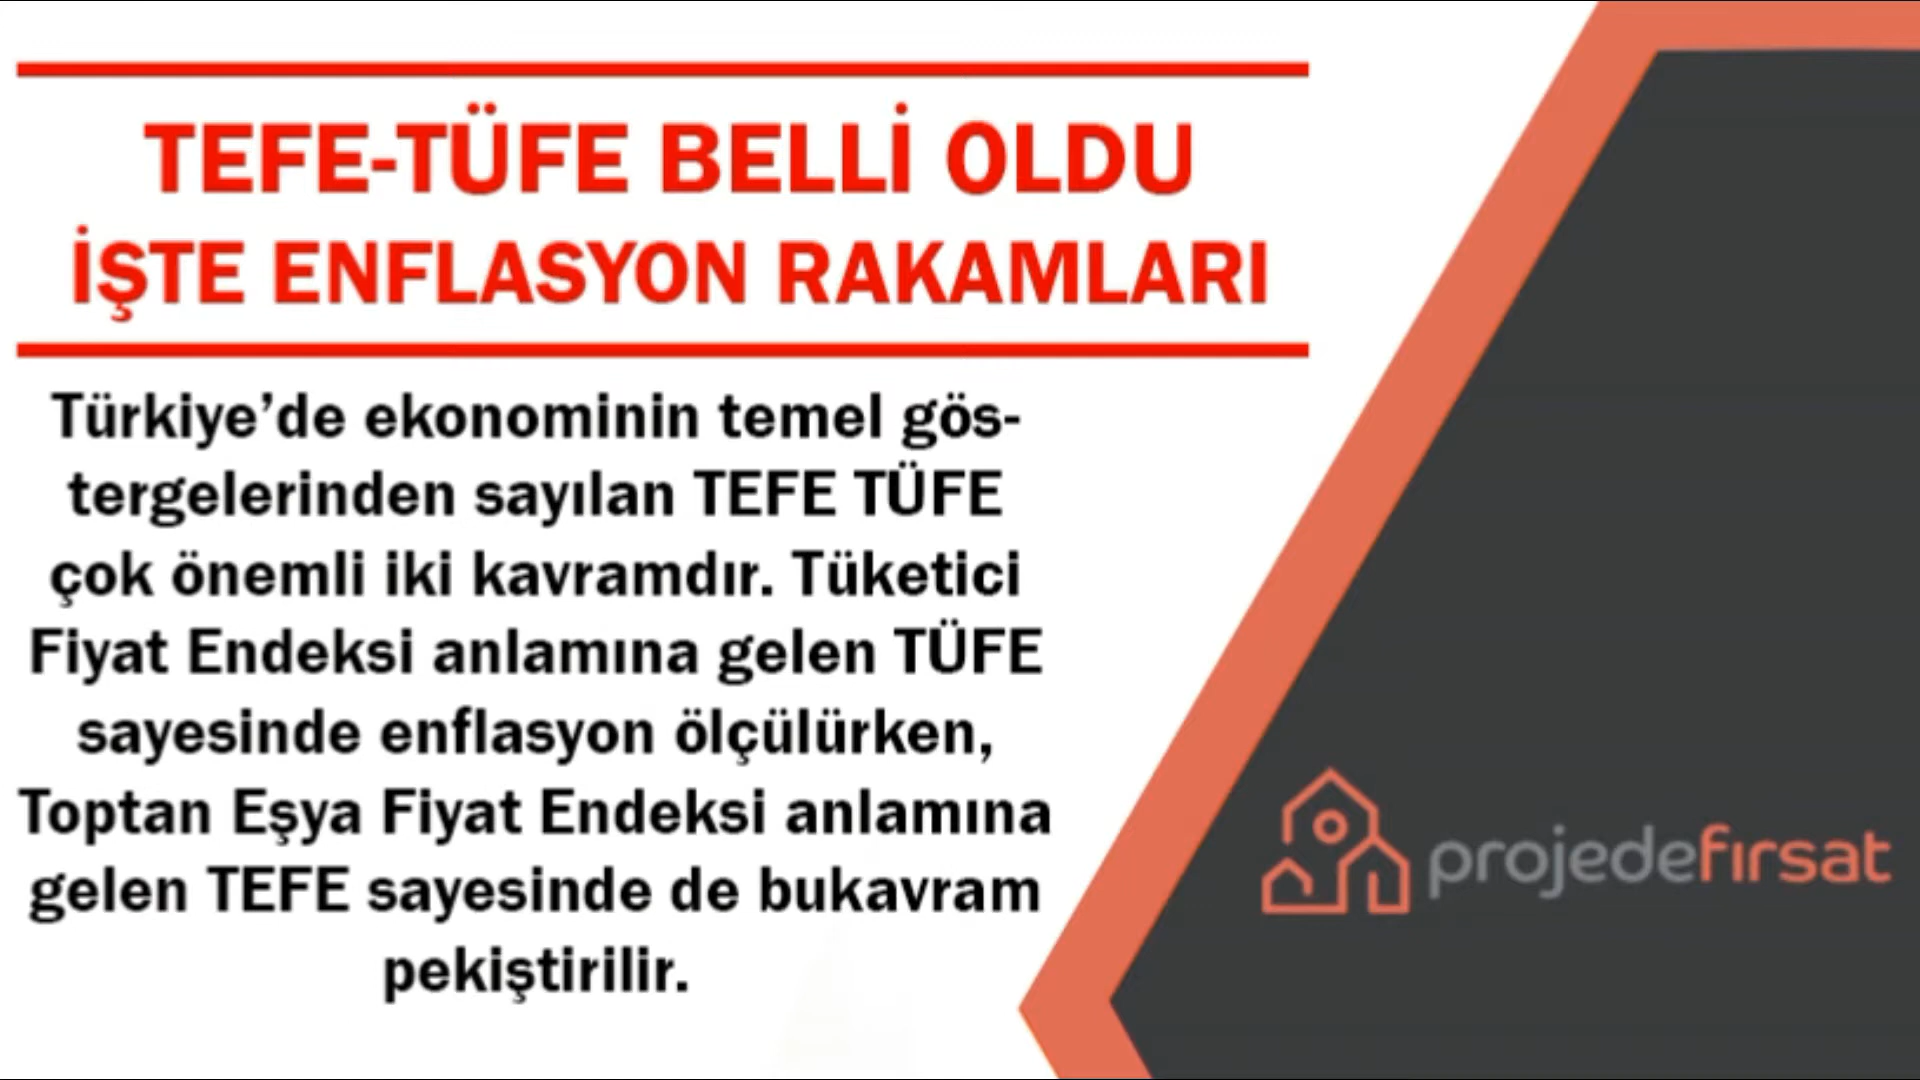 TEFE-TÜFE BELLİ OLDU
İŞTE ENFLASYON RAKAMLARI
Türkiye’de ekonominin temel gös-
tergelerinden sayılan TEFE TÜFE
çok önemli iki kavramdır. Tüketici
Fiyat Endeksi anlamına gelen TÜFE
sayesinde enflasyon ölçülürken,
Toptan Eşya Fiyat Endeksi anlamına
gelen TEFE sayesinde de bukavram
pekiştirilir.
projedefırsat